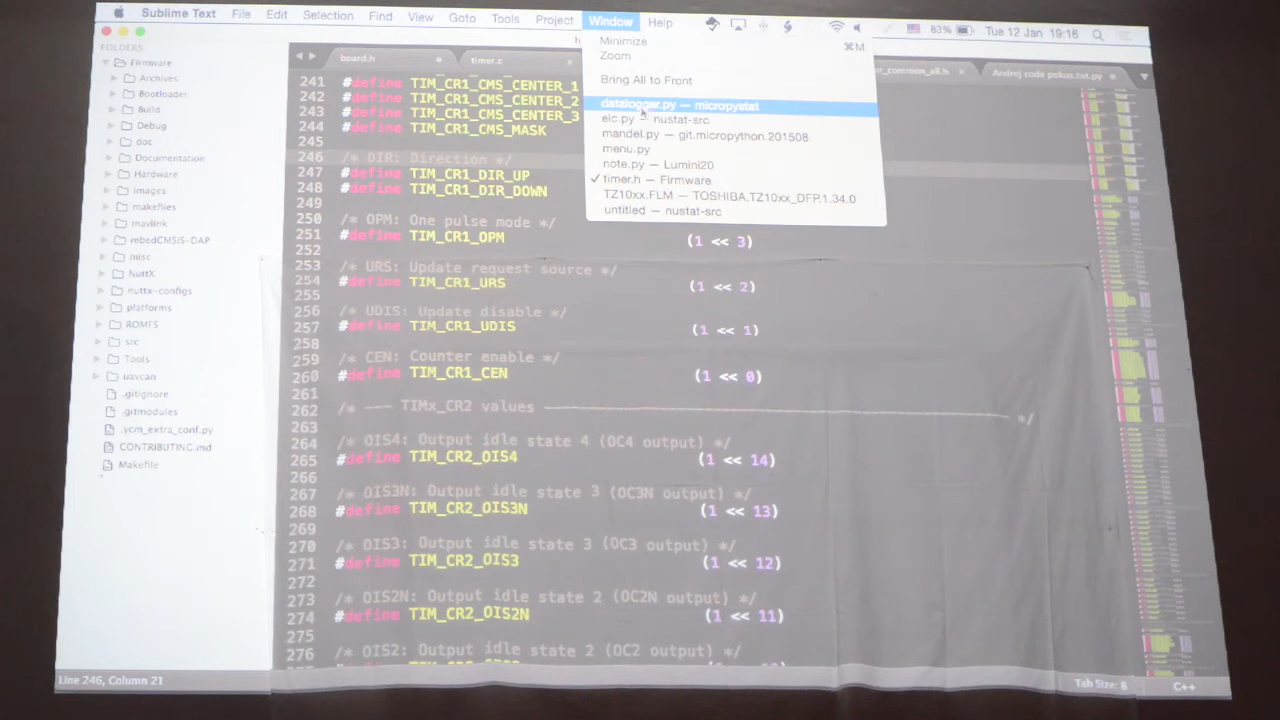 Sublime Text File Edit Selection Find View Goto Tools Project Window Help 83% Tue 12 Jan 19:16
Minimize ⌘M
Zoom
Bring All to Front
datalogger.py — micropystat
eic.py — nustat-src
mandel.py — git.micropython.201508
menu.py
note.py — Lumini20
✓ timer.h — Firmware
TZ10xx.FLM — TOSHIBA.TZ10xx_DFP.1.34.0
untitled — nustat-src
FOLDERS
Firmware
Archives
Bootloader
Build
Debug
doc
Documentation
Hardware
Images
makefiles
mavlink
mbedCMSIS-DAP
misc
NuttX
nuttx-configs
platforms
ROMFS
src
Tools
uavcan
.gitignore
.gitmodules
.ycm_extra_conf.py
CONTRIBUTING.md
Makefile
board.h timer.c er_common_all.h Andrej code pokus.txt.py
241 #define TIM_CR1_CMS_CENTER_1
242 #define TIM_CR1_CMS_CENTER_2
243 #define TIM_CR1_CMS_CENTER_3
244 #define TIM_CR1_CMS_MASK
245
246 /* DIR: Direction */
247 #define TIM_CR1_DIR_UP
248 #define TIM_CR1_DIR_DOWN
249
250 /* OPM: One pulse mode */
251 #define TIM_CR1_OPM (1 << 3)
252
253 /* URS: Update request source */
254 #define TIM_CR1_URS (1 << 2)
255
256 /* UDIS: Update disable */
257 #define TIM_CR1_UDIS (1 << 1)
258
259 /* CEN: Counter enable */
260 #define TIM_CR1_CEN (1 << 0)
261
262 /* --- TIMx_CR2 values ---------------------------------------- */
263
264 /* OIS4: Output idle state 4 (OC4 output) */
265 #define TIM_CR2_OIS4 (1 << 14)
266
267 /* OIS3N: Output idle state 3 (OC3N output) */
268 #define TIM_CR2_OIS3N (1 << 13)
269
270 /* OIS3: Output idle state 3 (OC3 output) */
271 #define TIM_CR2_OIS3 (1 << 12)
272
273 /* OIS2N: Output idle state 2 (OC2N output) */
274 #define TIM_CR2_OIS2N (1 << 11)
275
276 /* OIS2: Output idle state 2 (OC2 output) */
Line 246, Column 21 Tab Size: 8 C++